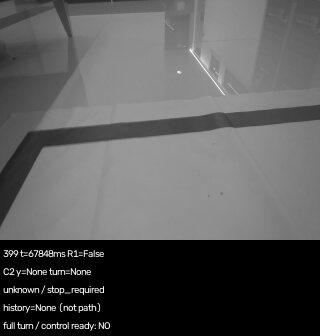 399 t=67848ms R1=False
C2 y=None turn=None
unknown / stop_required
history=None (not path)
full turn / control ready: NO